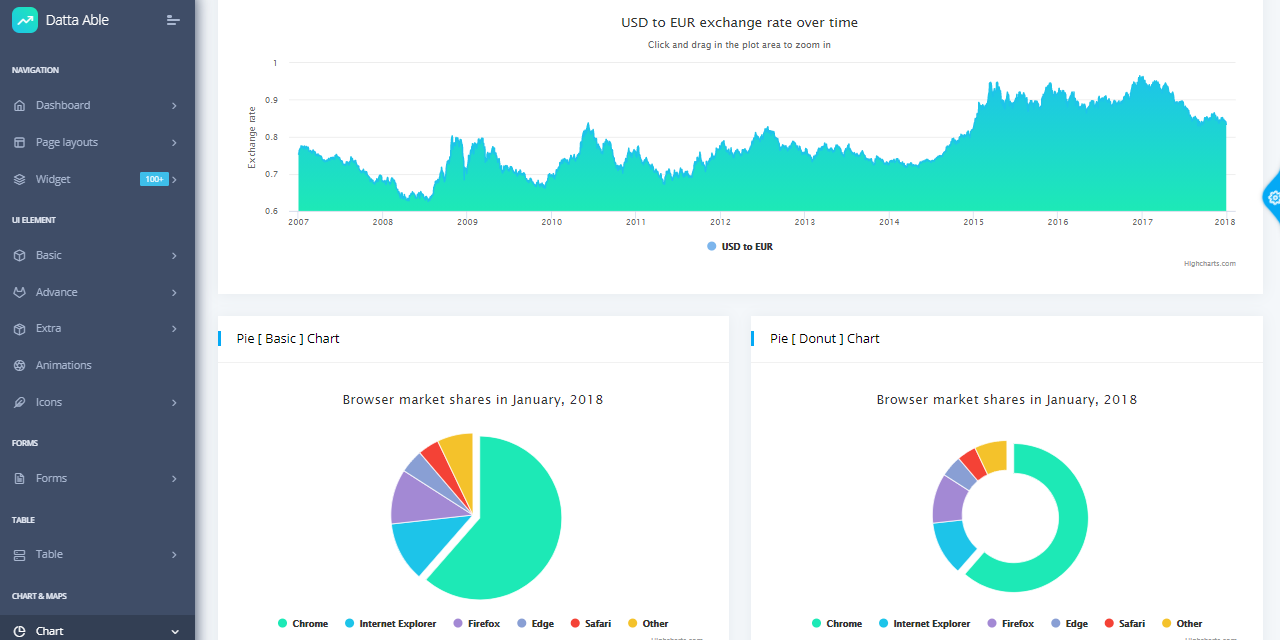 Datta Able
NAVIGATION
Dashboard
Page layouts
Widget 100+
UI ELEMENT
Basic
Advance
Extra
Animations
Icons
FORMS
Forms
TABLE
Table
CHART & MAPS
Chart
USD to EUR exchange rate over time
Click and drag in the plot area to zoom in
Exchange rate
1
0.9
0.8
0.7
0.6
2007 2008 2009 2010 2011 2012 2013 2014 2015 2016 2017 2018
USD to EUR
Highcharts.com
Pie [ Basic ] Chart
Browser market shares in January, 2018
Chrome Internet Explorer Firefox Edge Safari Other
Highcharts.com
Pie [ Donut ] Chart
Browser market shares in January, 2018
Chrome Internet Explorer Firefox Edge Safari Other
Highcharts.com